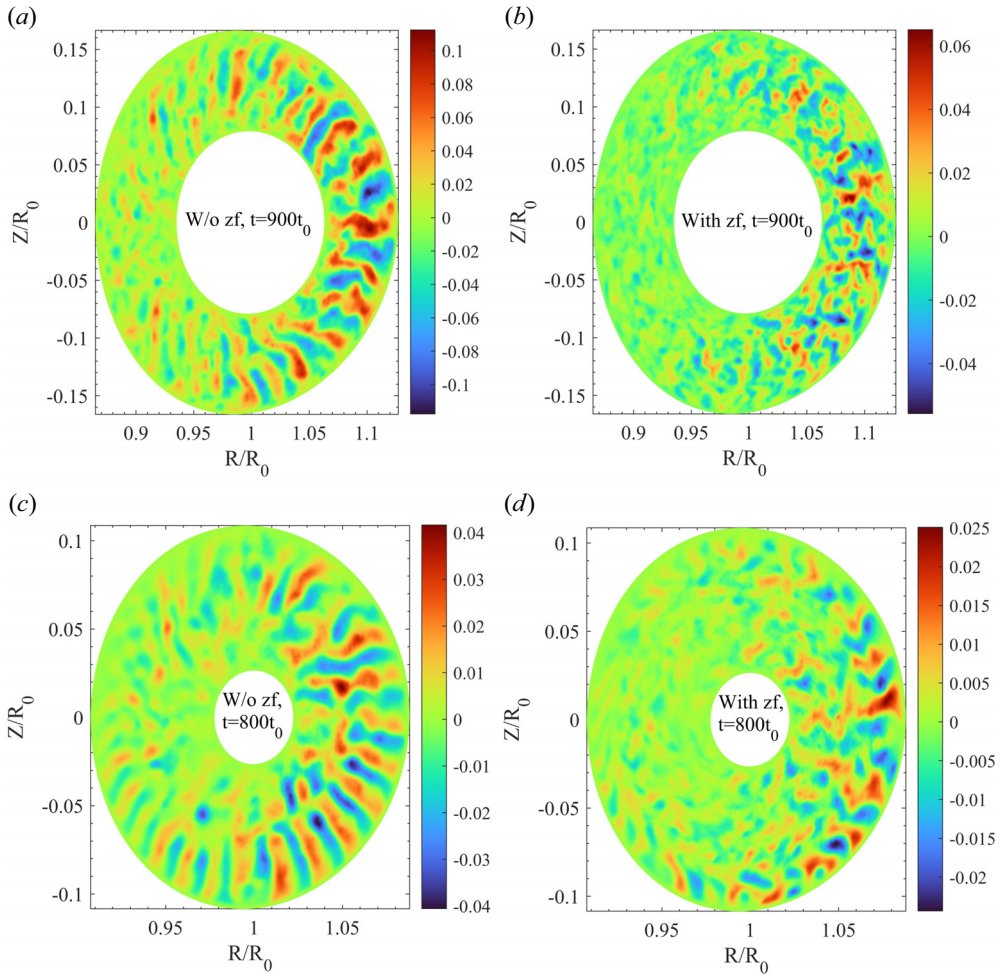 (a)
0.15
0.1
0.05
0
-0.05
-0.1
-0.15
Z/R0
W/o zf, t=900t0
0.9 0.95 1 1.05 1.1
R/R0
0.1
0.08
0.06
0.04
0.02
0
-0.02
-0.04
-0.06
-0.08
-0.1
(b)
0.15
0.1
0.05
0
-0.05
-0.1
-0.15
Z/R0
With zf, t=900t0
0.9 0.95 1 1.05 1.1
R/R0
0.06
0.04
0.02
0
-0.02
-0.04
(c)
0.1
0.05
0
-0.05
-0.1
Z/R0
W/o zf,
t=800t0
0.95 1 1.05
R/R0
0.04
0.03
0.02
0.01
0
-0.01
-0.02
-0.03
-0.04
(d)
0.1
0.05
0
-0.05
-0.1
Z/R0
With zf,
t=800t0
0.95 1 1.05
R/R0
0.025
0.02
0.015
0.01
0.005
0
-0.005
-0.01
-0.015
-0.02